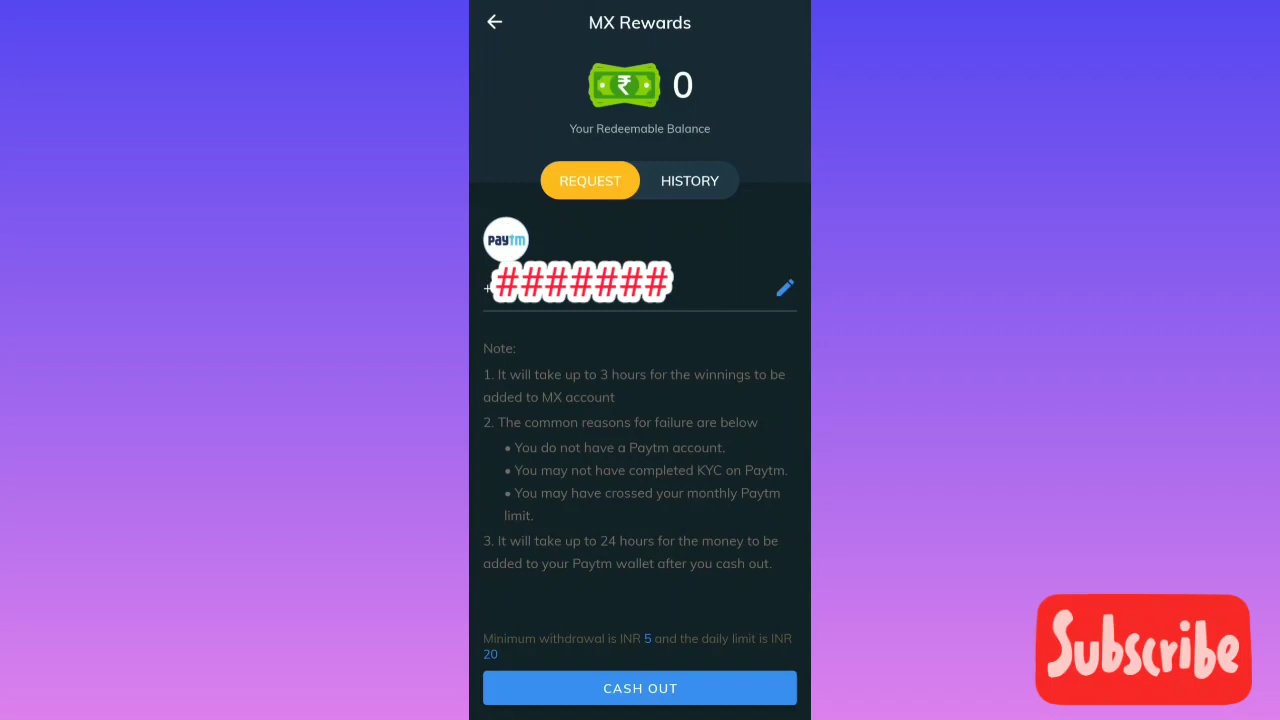 MX Rewards
₹ 0
Your Redeemable Balance
REQUEST HISTORY
paytm
+#######
Note:
1. It will take up to 3 hours for the winnings to be
added to MX account
2. The common reasons for failure are below
• You do not have a Paytm account.
• You may not have completed KYC on Paytm.
• You may have crossed your monthly Paytm
limit.
3. It will take up to 24 hours for the money to be
added to your Paytm wallet after you cash out.
Minimum withdrawal is INR 5 and the daily limit is INR
20
CASH OUT
Subscribe